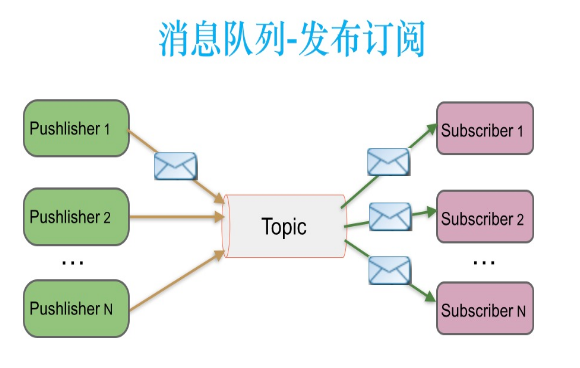 消息队列-发布订阅
Pushlisher 1
Subscriber 1
Pushlisher 2
Topic
Subscriber 2
...
...
Pushlisher N
Subscriber N